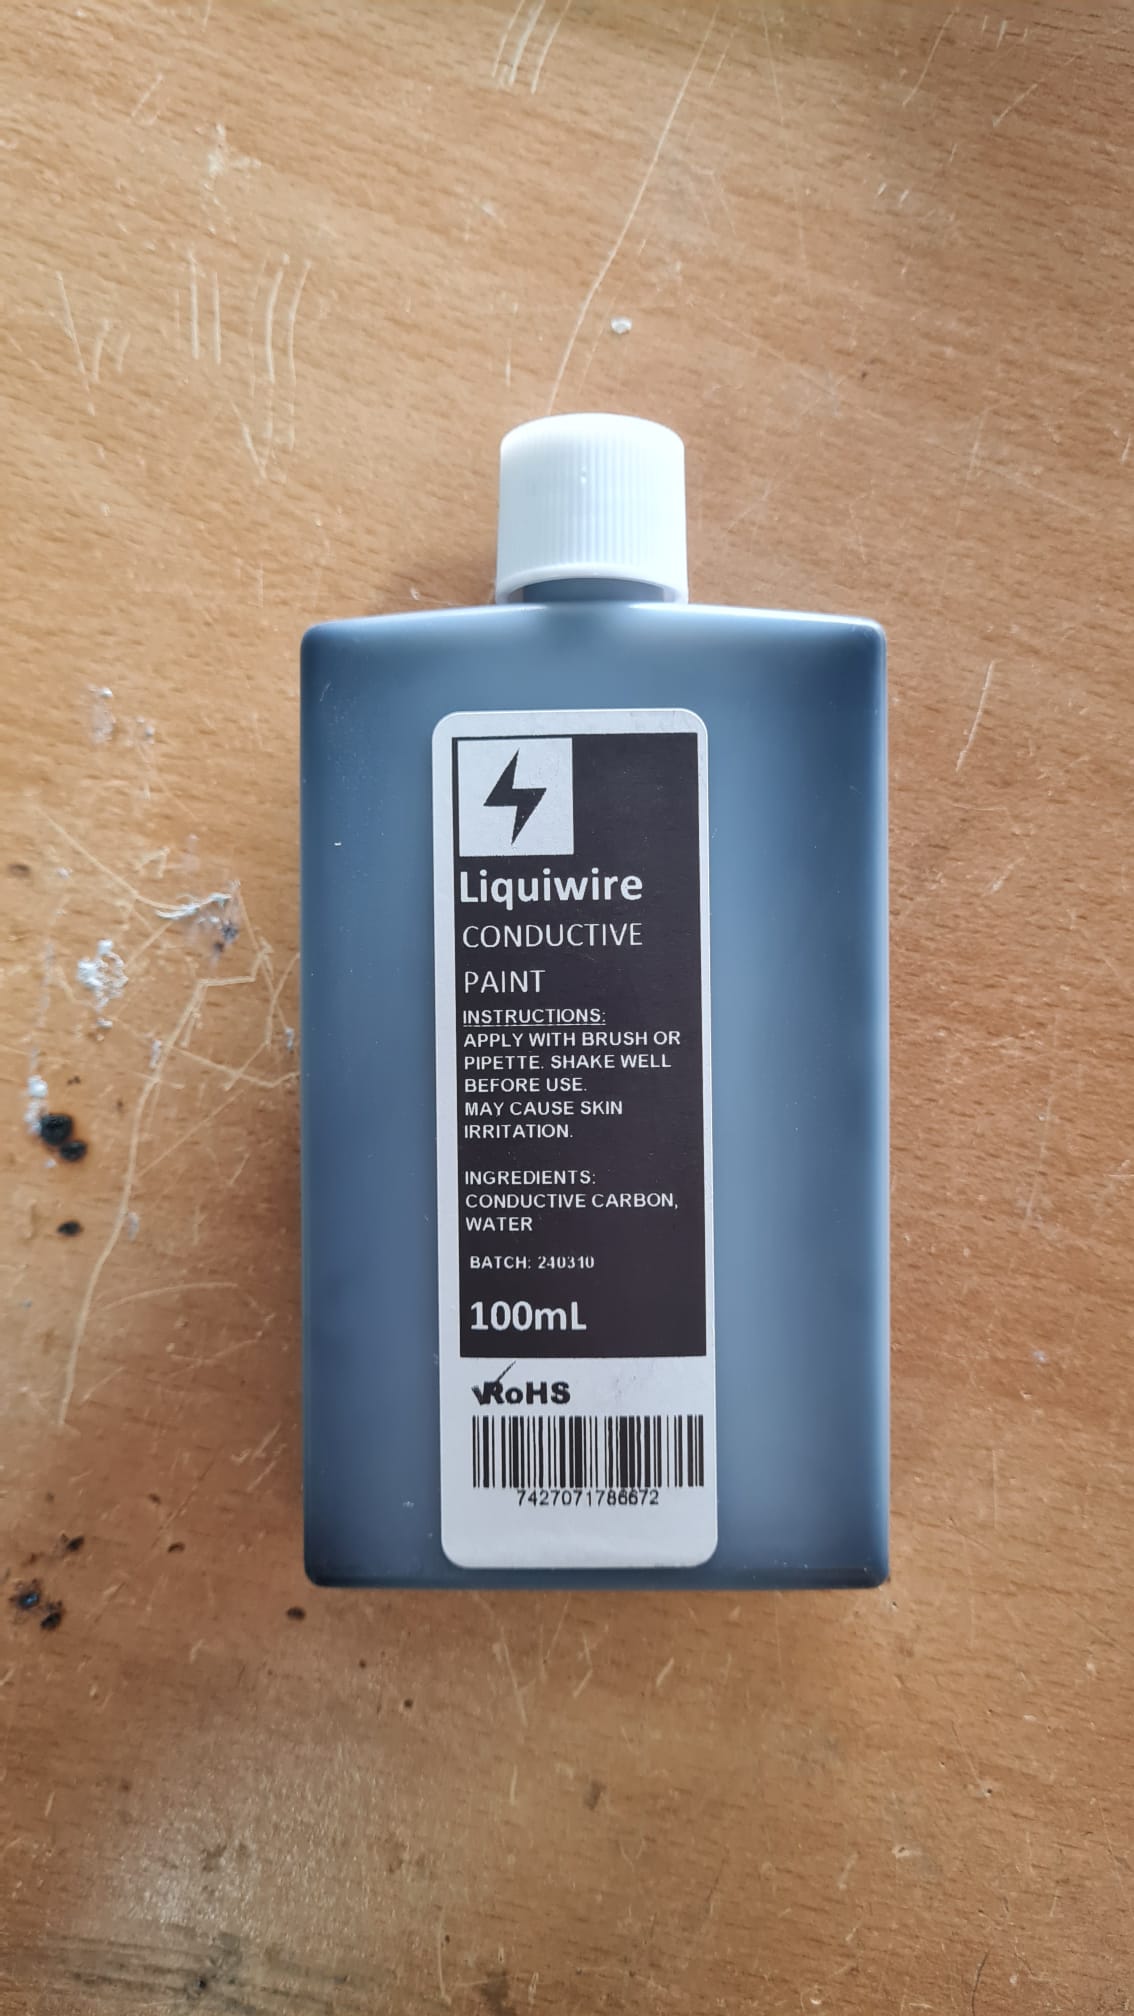 Liquiwire
CONDUCTIVE
PAINT
INSTRUCTIONS:
APPLY WITH BRUSH OR
PIPETTE. SHAKE WELL
BEFORE USE.
MAY CAUSE SKIN
IRRITATION.
INGREDIENTS:
CONDUCTIVE CARBON,
WATER
BATCH: 240310
100mL
RoHS
7427071786672